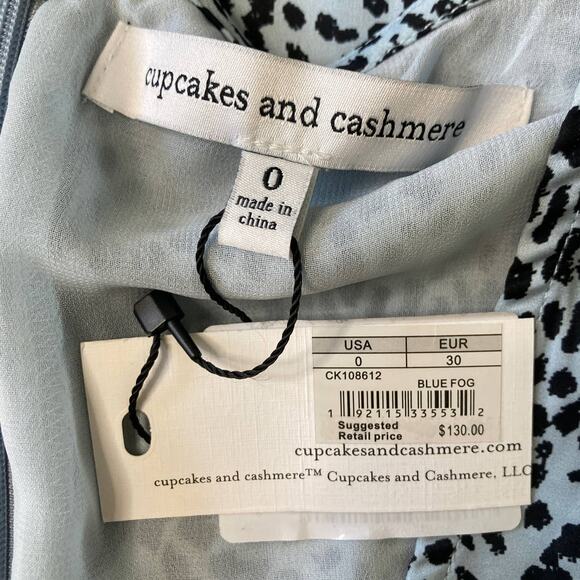 cupcakes and cashmere
0
made in
china
USA EUR
0 30
CK108612
BLUE FOG
1 92115 33553 2
Suggested
Retail price $130.00
cupcakesandcashmere.com
cupcakes and cashmere™ Cupcakes and Cashmere, LLC